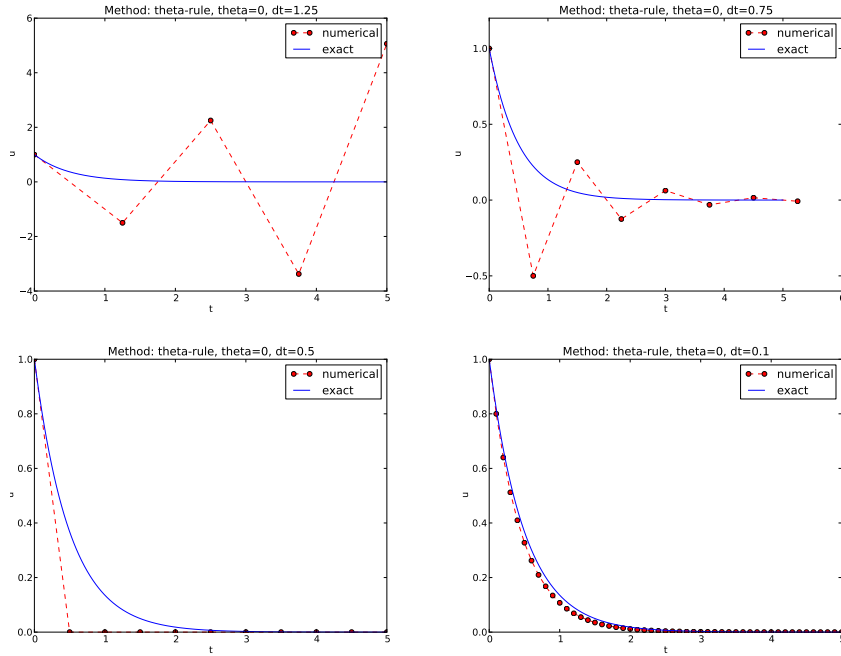 Method: theta-rule, theta=0, dt=1.25
numerical
exact
6
4
2
0
−2
−4
u
0
1
2
3
4
5
t
Method: theta-rule, theta=0, dt=0.75
numerical
exact
1.0
0.5
0.0
−0.5
u
0
1
2
3
4
5
6
t
Method: theta-rule, theta=0, dt=0.5
numerical
exact
1.0
0.8
0.6
0.4
0.2
0.0
u
0
1
2
3
4
5
t
Method: theta-rule, theta=0, dt=0.1
numerical
exact
1.0
0.8
0.6
0.4
0.2
0.0
u
0
1
2
3
4
5
t